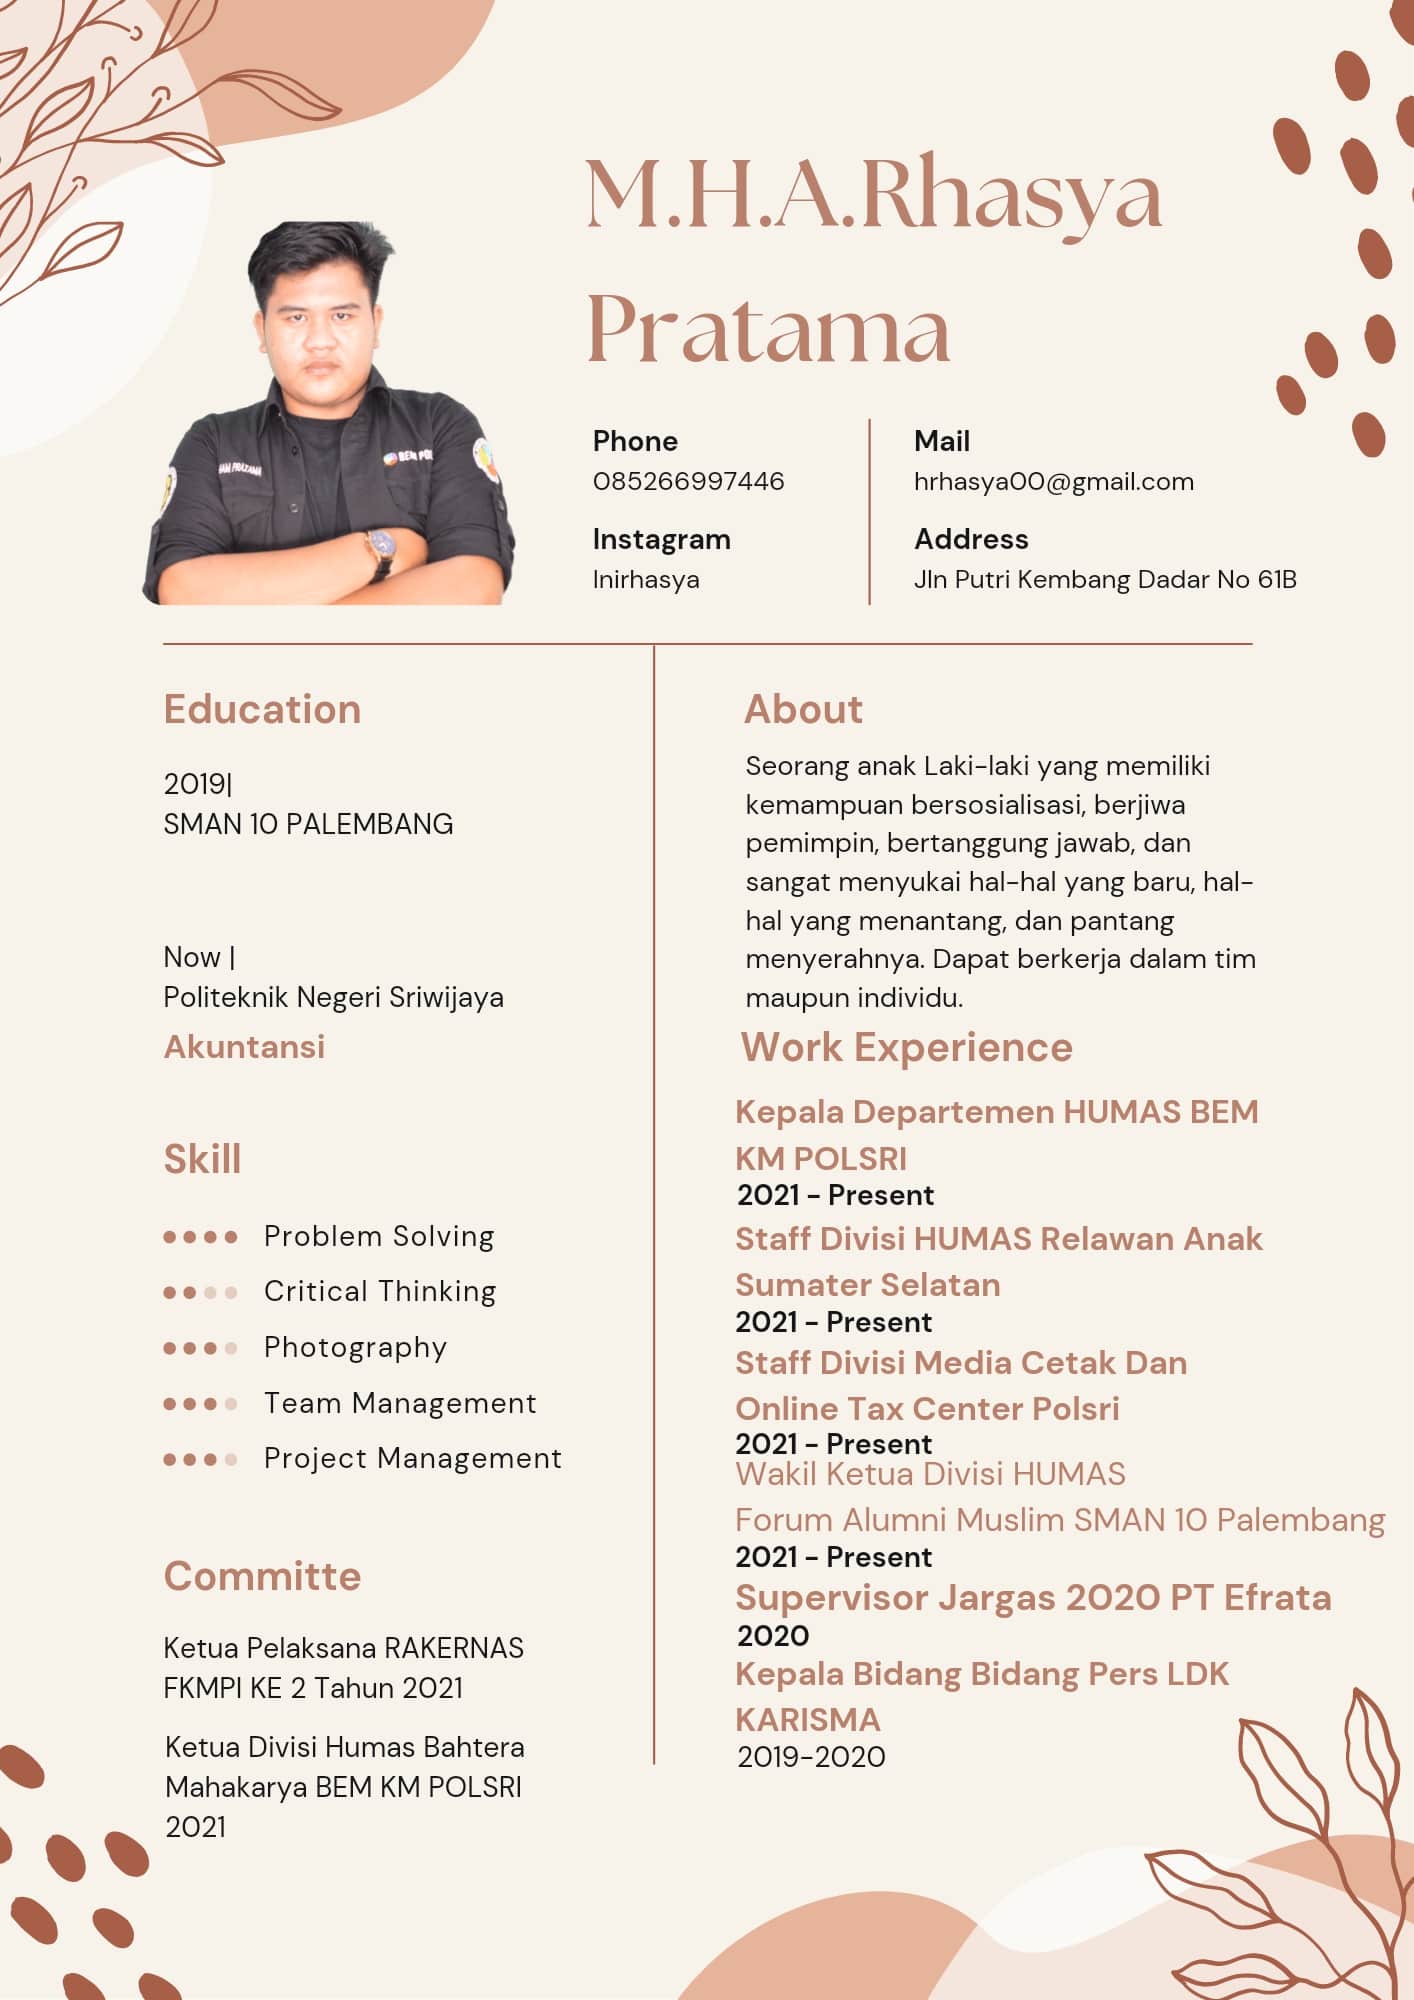 M.H.A.Rhasya
Pratama
Phone
085266997446
Mail
hrhasya00@gmail.com
Instagram
Inirhasya
Address
Jln Putri Kembang Dadar No 61B
Education
2019|
SMAN 10 PALEMBANG
Now |
Politeknik Negeri Sriwijaya
Akuntansi
Skill
Problem Solving
Critical Thinking
Photography
Team Management
Project Management
Committe
Ketua Pelaksana RAKERNAS
FKMPI KE 2 Tahun 2021
Ketua Divisi Humas Bahtera
Mahakarya BEM KM POLSRI
2021
About
Seorang anak Laki-laki yang memiliki
kemampuan bersosialisasi, berjiwa
pemimpin, bertanggung jawab, dan
sangat menyukai hal-hal yang baru, hal-
hal yang menantang, dan pantang
menyerahnya. Dapat berkerja dalam tim
maupun individu.
Work Experience
Kepala Departemen HUMAS BEM
KM POLSRI
2021 - Present
Staff Divisi HUMAS Relawan Anak
Sumater Selatan
2021 - Present
Staff Divisi Media Cetak Dan
Online Tax Center Polsri
2021 - Present
Wakil Ketua Divisi HUMAS
Forum Alumni Muslim SMAN 10 Palembang
2021 - Present
Supervisor Jargas 2020 PT Efrata
2020
Kepala Bidang Bidang Pers LDK
KARISMA
2019-2020